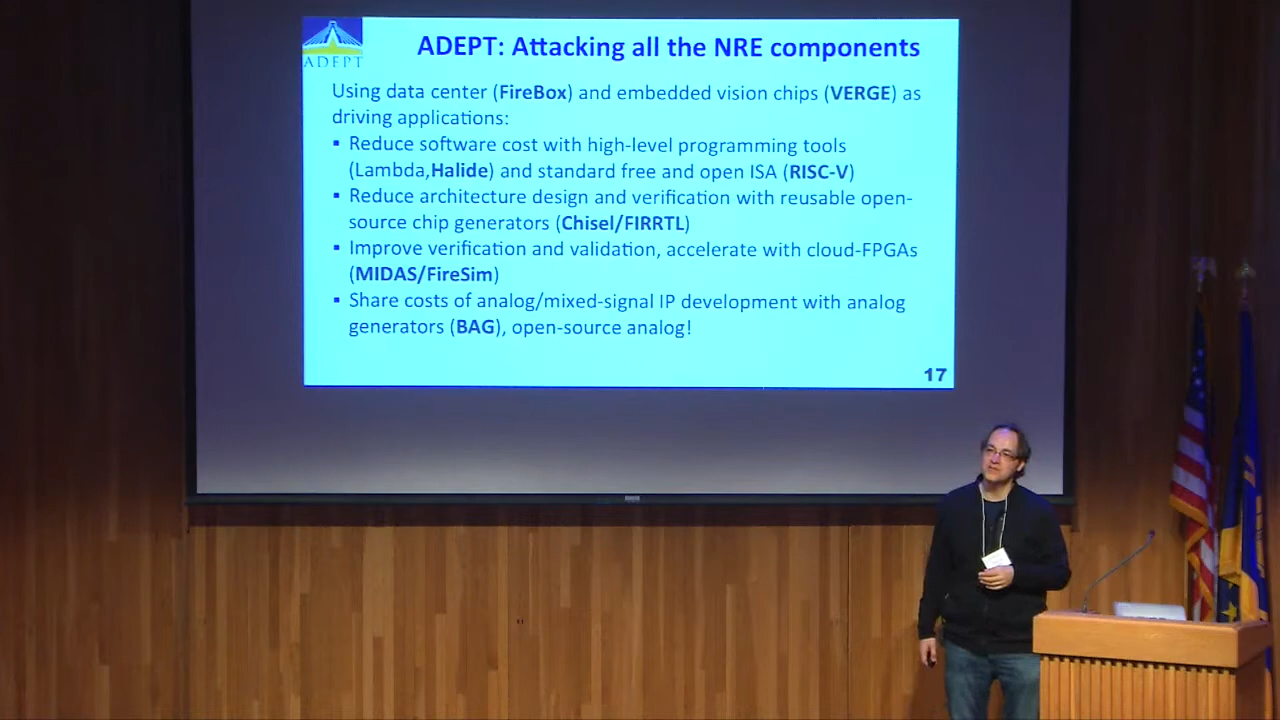 ADEPT: Attacking all the NRE components
ADEPT
Using data center (FireBox) and embedded vision chips (VERGE) as
driving applications:
▪ Reduce software cost with high-level programming tools
(Lambda,Halide) and standard free and open ISA (RISC-V)
▪ Reduce architecture design and verification with reusable open-
source chip generators (Chisel/FIRRTL)
▪ Improve verification and validation, accelerate with cloud-FPGAs
(MIDAS/FireSim)
▪ Share costs of analog/mixed-signal IP development with analog
generators (BAG), open-source analog!
17